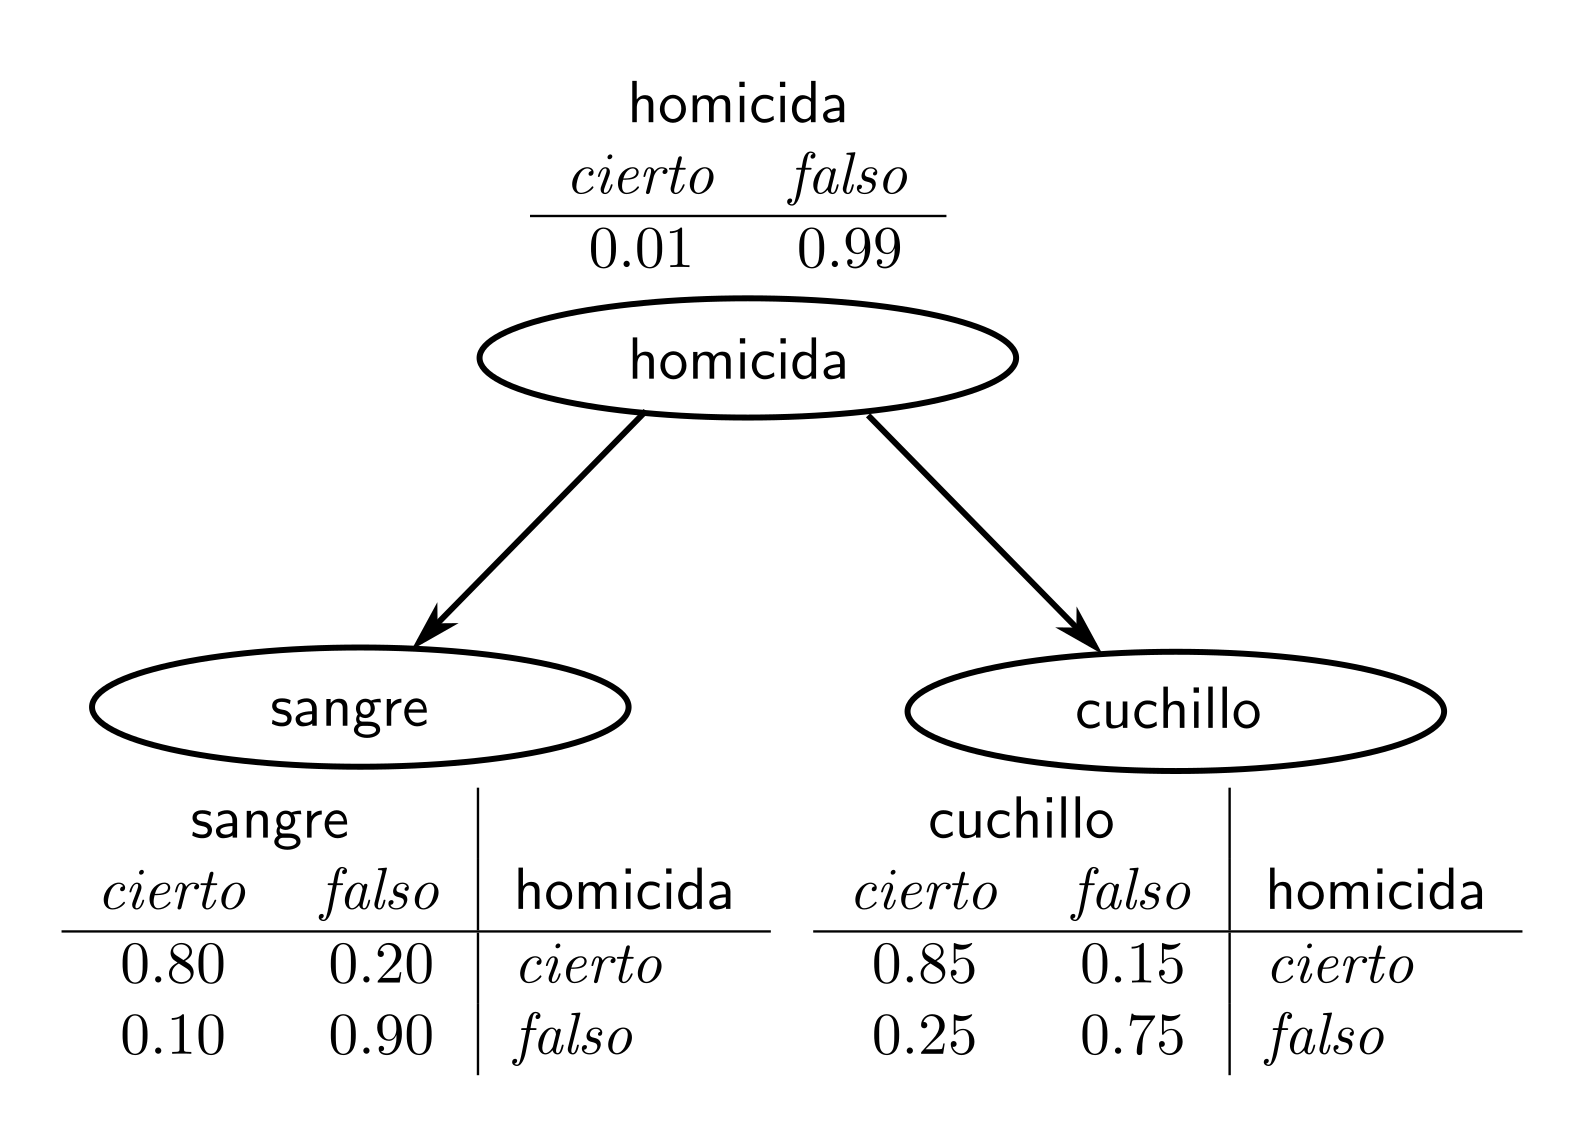 homicida
cierto falso
0.01 0.99
homicida
sangre
cuchillo
sangre
cierto falso homicida
0.80 0.20 cierto
0.10 0.90 falso
cuchillo
cierto falso homicida
0.85 0.15 cierto
0.25 0.75 falso